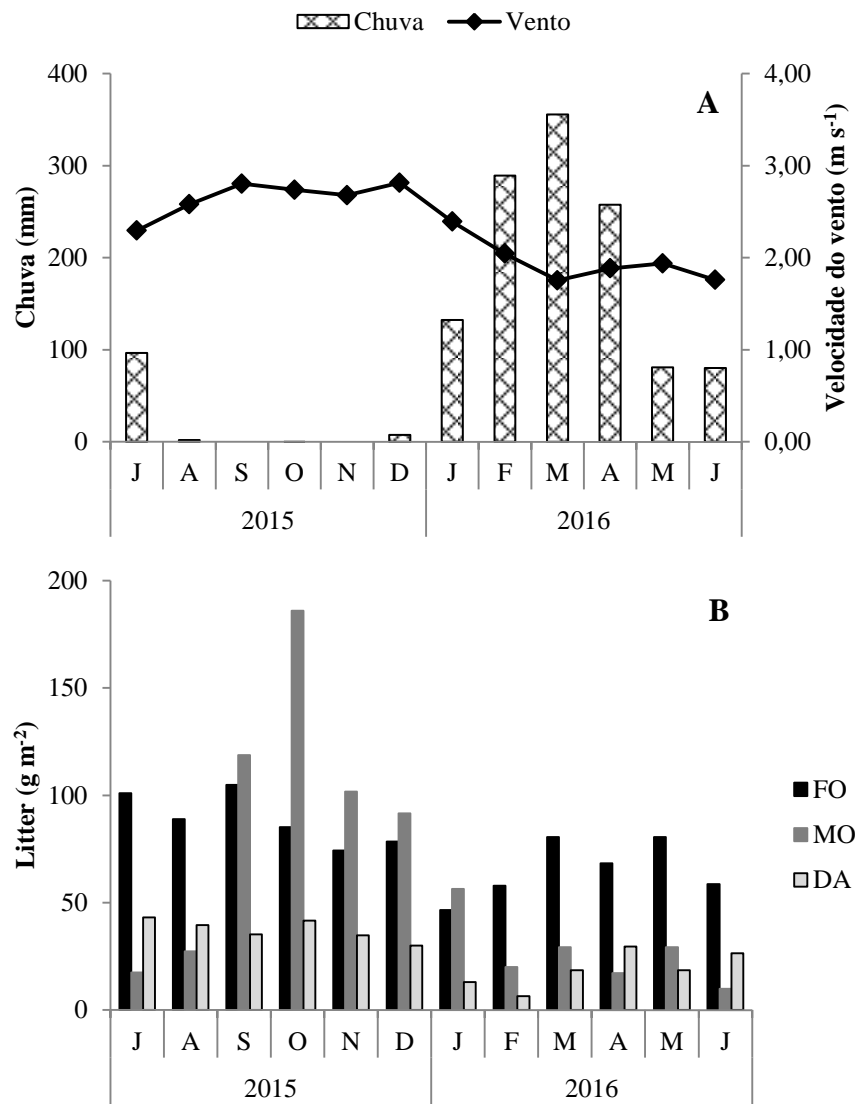 Chuva Vento
A
Chuva (mm)
400
300
200
100
0
4,00
3,00
2,00
1,00
0,00
Velocidade do vento (m s-1)
J A S O N D J F M A M J
2015 2016
B
Litter (g m-2)
200
150
100
50
0
FO
MO
DA
J A S O N D J F M A M J
2015 2016